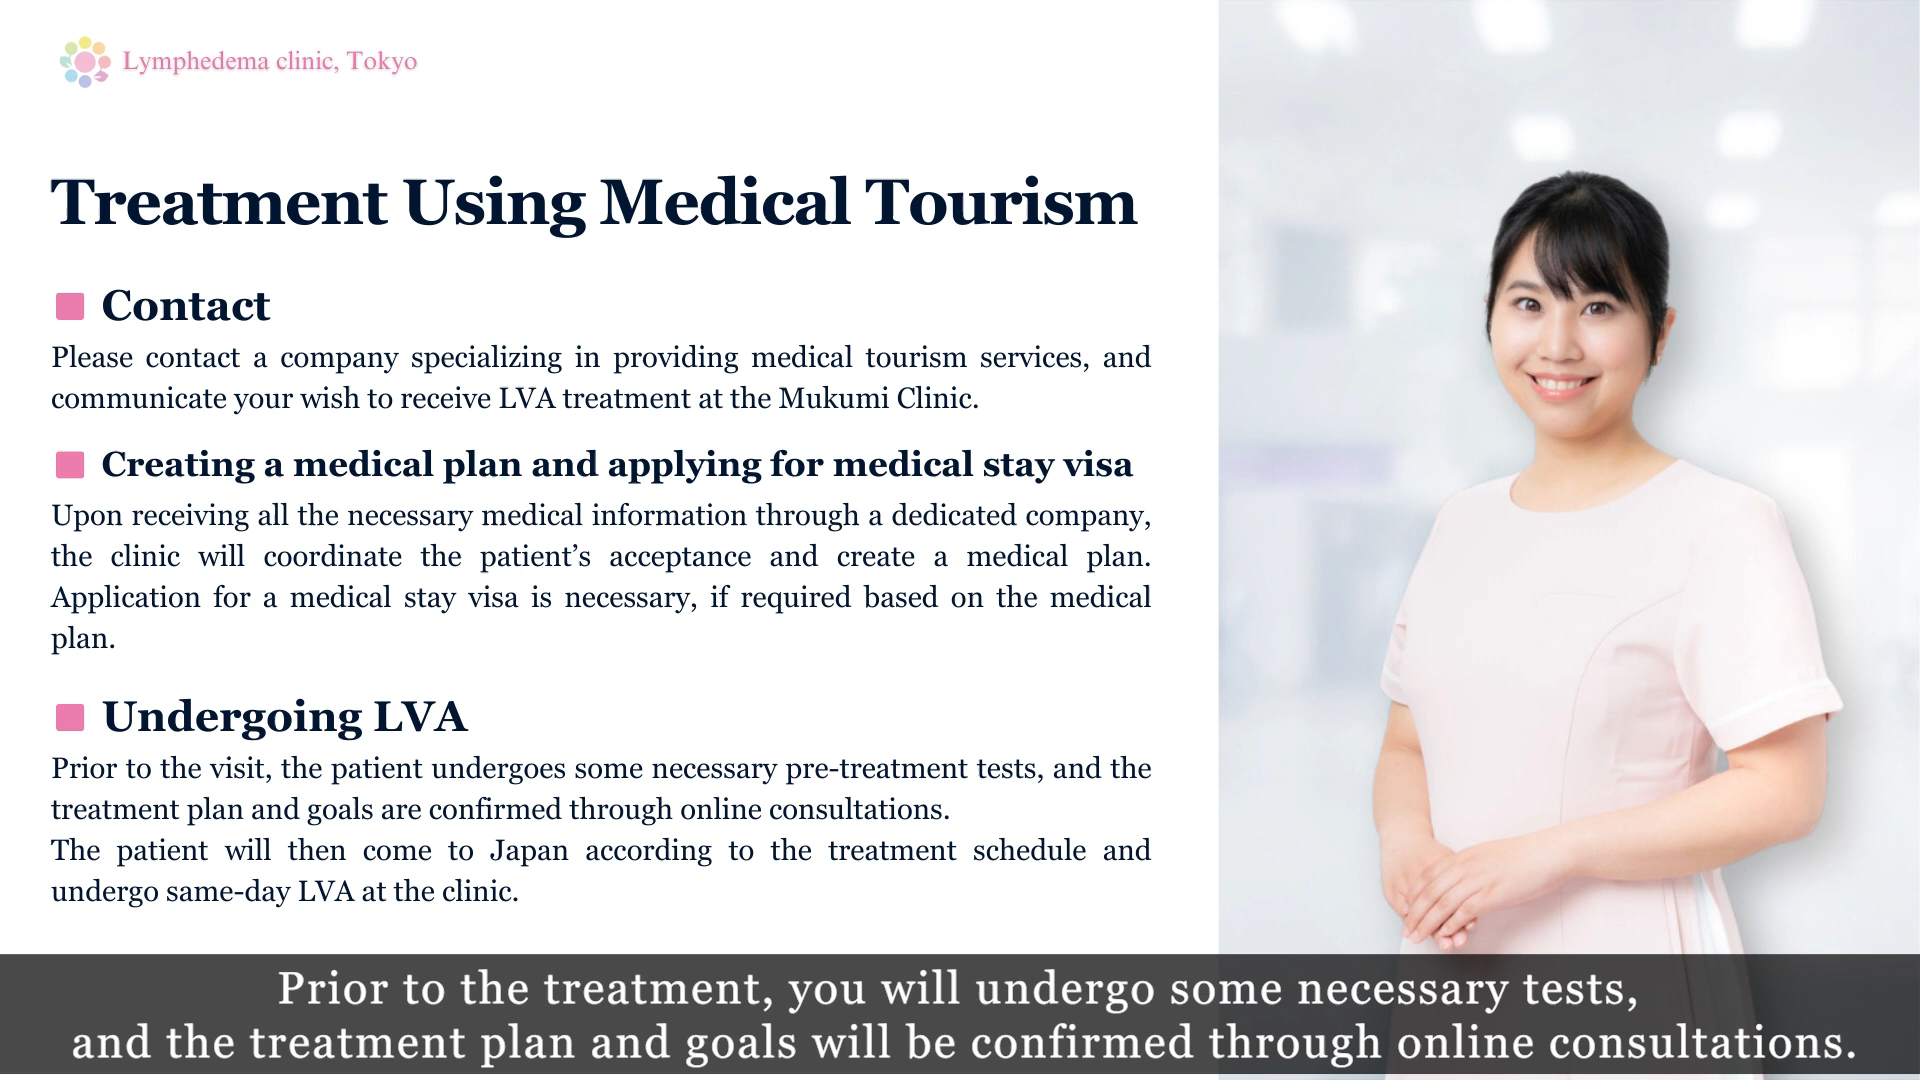 Lymphedema clinic, Tokyo
Treatment Using Medical Tourism
Contact
Please contact a company specializing in providing medical tourism services, and
communicate your wish to receive LVA treatment at the Mukumi Clinic.
Creating a medical plan and applying for medical stay visa
Upon receiving all the necessary medical information through a dedicated company,
the clinic will coordinate the patient’s acceptance and create a medical plan.
Application for a medical stay visa is necessary, if required based on the medical
plan.
Undergoing LVA
Prior to the visit, the patient undergoes some necessary pre-treatment tests, and the
treatment plan and goals are confirmed through online consultations.
The patient will then come to Japan according to the treatment schedule and
undergo same-day LVA at the clinic.
Prior to the treatment, you will undergo some necessary tests,
and the treatment plan and goals will be confirmed through online consultations.